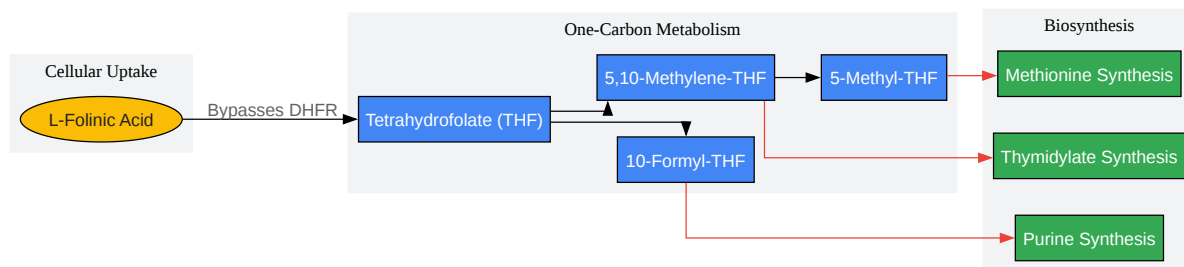 Cellular Uptake
L-Folinic Acid
Bypasses DHFR
One-Carbon Metabolism
Tetrahydrofolate (THF)
5,10-Methylene-THF
5-Methyl-THF
10-Formyl-THF
Biosynthesis
Methionine Synthesis
Thymidylate Synthesis
Purine Synthesis